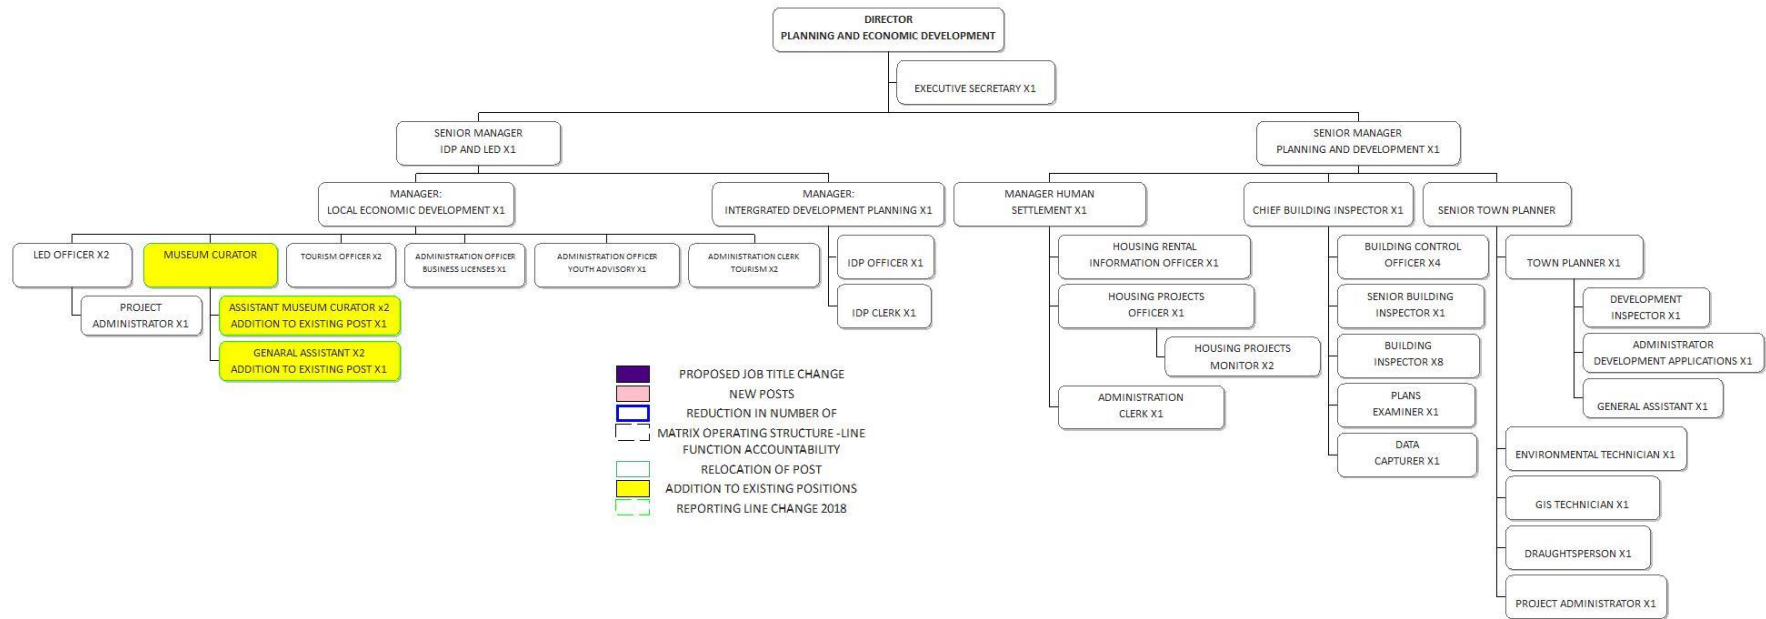 DIRECTOR
PLANNING AND ECONOMIC DEVELOPMENT
EXECUTIVE SECRETARY X1
SENIOR MANAGER
IDP AND LED X1
SENIOR MANAGER
PLANNING AND DEVELOPMENT X1
MANAGER:
LOCAL ECONOMIC DEVELOPMENT X1
MANAGER:
INTERGRATED DEVELOPMENT PLANNING X1
MANAGER HUMAN
SETTLEMENT X1
CHIEF BUILDING INSPECTOR X1
SENIOR TOWN PLANNER
LED OFFICER X2
MUSEUM CURATOR
TOURISM OFFICER X2
ADMINISTRATION OFFICER
BUSINESS LICENSES X1
ADMINISTRATION OFFICER
YOUTH ADVISORY X1
ADMINISTRATION CLERK
TOURISM X2
PROJECT
ADMINISTRATOR X1
ASSISTANT MUSEUM CURATOR x2
ADDITION TO EXISTING POST X1
GENARAL ASSISTANT X2
ADDITION TO EXISTING POST X1
IDP OFFICER X1
IDP CLERK X1
HOUSING RENTAL
INFORMATION OFFICER X1
HOUSING PROJECTS
OFFICER X1
HOUSING PROJECTS
MONITOR X2
ADMINISTRATION
CLERK X1
BUILDING CONTROL
OFFICER X4
SENIOR BUILDING
INSPECTOR X1
BUILDING
INSPECTOR X8
PLANS
EXAMINER X1
DATA
CAPTURER X1
TOWN PLANNER X1
DEVELOPMENT
INSPECTOR X1
ADMINISTRATOR
DEVELOPMENT APPLICATIONS X1
GENERAL ASSISTANT X1
ENVIRONMENTAL TECHNICIAN X1
GIS TECHNICIAN X1
DRAUGHTSPERSON X1
PROJECT ADMINISTRATOR X1
PROPOSED JOB TITLE CHANGE
NEW POSTS
REDUCTION IN NUMBER OF
MATRIX OPERATING STRUCTURE -LINE
FUNCTION ACCOUNTABILITY
RELOCATION OF POST
ADDITION TO EXISTING POSITIONS
REPORTING LINE CHANGE 2018